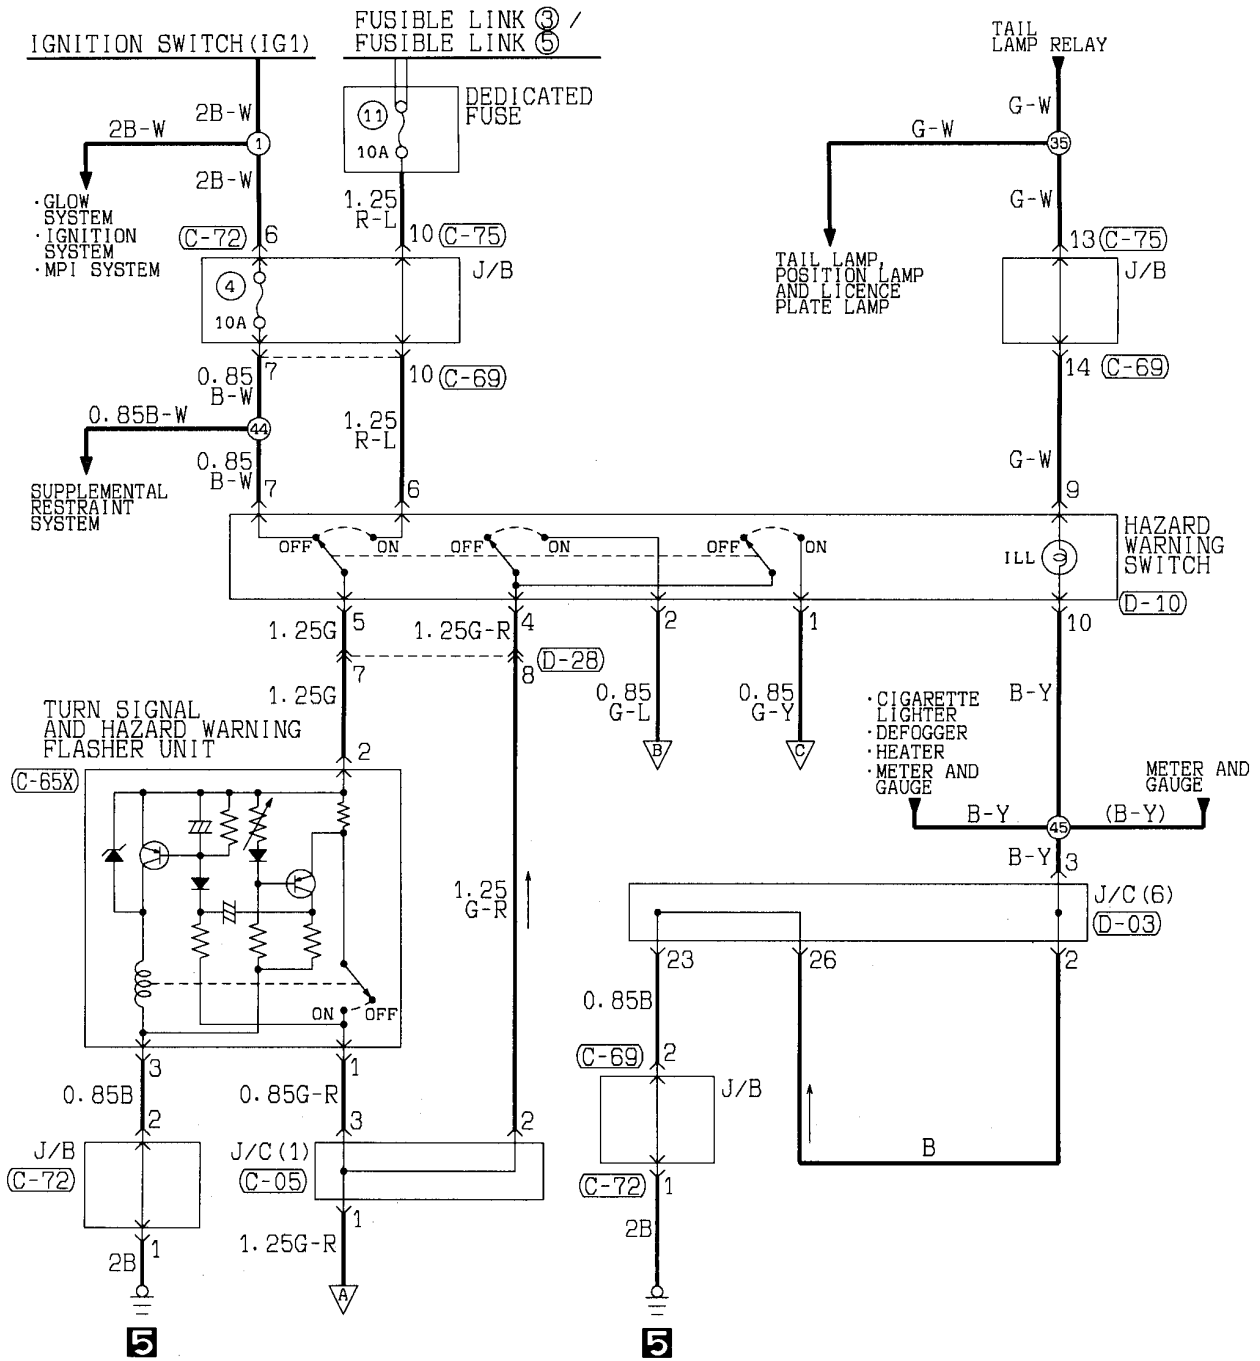 FUSIBLE LINK ③ /
FUSIBLE LINK ⑤
IGNITION SWITCH(IG1)
TAIL
LAMP RELAY
DEDICATED
FUSE
11
10A
2B-W
2B-W
1
2B-W
G-W
G-W
35
G-W
·GLOW
SYSTEM
·IGNITION
SYSTEM
·MPI SYSTEM
1.25
R-L
C-72
6
10
C-75
J/B
4
10A
13
C-75
J/B
TAIL LAMP,
POSITION LAMP
AND LICENCE
PLATE LAMP
7
10
C-69
14
C-69
0.85
B-W
0.85B-W
44
1.25
R-L
0.85
B-W
7
6
G-W
9
SUPPLEMENTAL
RESTRAINT
SYSTEM
OFF
ON
OFF
ON
OFF
ON
ILL
HAZARD
WARNING
SWITCH
D-10
5
4
2
1
10
1.25G
1.25G-R
7
8
D-28
1.25G
0.85
G-L
0.85
G-Y
B-Y
B
C
TURN SIGNAL
AND HAZARD WARNING
FLASHER UNIT
2
C-65X
·CIGARETTE
LIGHTER
·DEFOGGER
·HEATER
·METER AND
GAUGE
METER AND
GAUGE
B-Y
45
(B-Y)
B-Y
3
1.25
G-R
J/C(6)
D-03
23
26
2
ON
OFF
0.85B
3
1
C-69
2
J/B
0.85B
0.85G-R
2
3
2
B
J/B
C-72
J/C(1)
C-05
C-72
1
1
1
2B
1.25G-R
2B
A
5
5